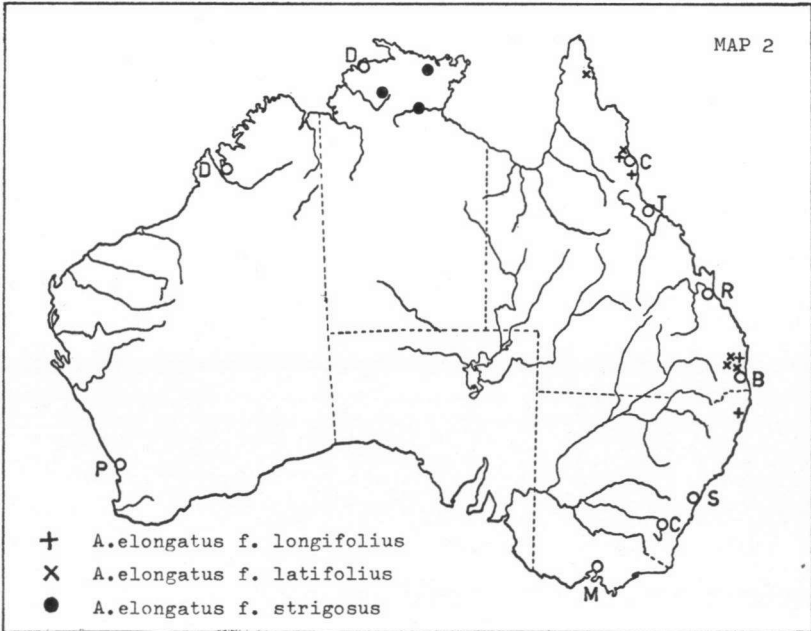 MAP 2
D
D
C
T
R
B
P
S
C
M
+ A.elongatus f. longifolius
× A.elongatus f. latifolius
● A.elongatus f. strigosus